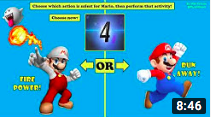 Choose which action is safest for Mario, then perform that activity!
Choose now!
4
OR
FIRE
POWER!
RUN
AWAY!
8:46